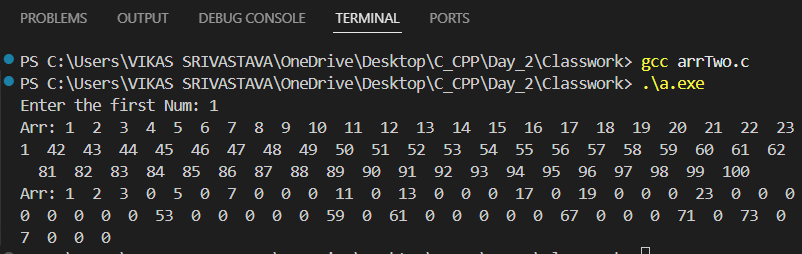 PROBLEMS OUTPUT DEBUG CONSOLE TERMINAL PORTS
PS C:\Users\VIKAS SRIVASTAVA\OneDrive\Desktop\C_CPP\Day_2\Classwork> gcc arrTwo.c
PS C:\Users\VIKAS SRIVASTAVA\OneDrive\Desktop\C_CPP\Day_2\Classwork> .\a.exe
Enter the first Num: 1
Arr: 1 2 3 4 5 6 7 8 9 10 11 12 13 14 15 16 17 18 19 20 21 22 23
1 42 43 44 45 46 47 48 49 50 51 52 53 54 55 56 57 58 59 60 61 62
81 82 83 84 85 86 87 88 89 90 91 92 93 94 95 96 97 98 99 100
Arr: 1 2 3 0 5 0 7 0 0 0 11 0 13 0 0 0 17 0 19 0 0 0 23 0 0 0
0 0 0 0 0 0 53 0 0 0 0 0 59 0 61 0 0 0 0 0 67 0 0 0 71 0 73 0
7 0 0 0